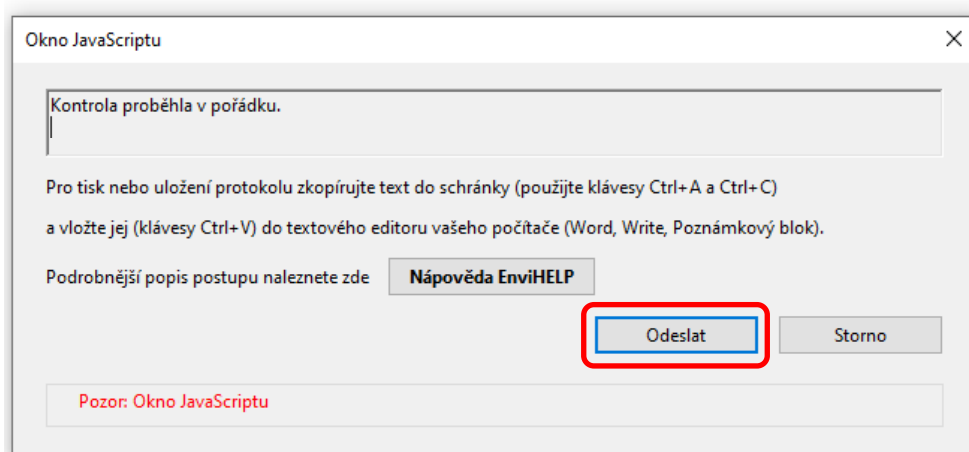 Okno JavaScriptu
Kontrola proběhla v pořádku.
Pro tisk nebo uložení protokolu zkopírujte text do schránky (použijte klávesy Ctrl+A a Ctrl+C)
a vložte jej (klávesy Ctrl+V) do textového editoru vašeho počítače (Word, Write, Poznámkový blok).
Podrobnější popis postupu naleznete zde Nápověda EnviHELP
Odeslat Storno
Pozor: Okno JavaScriptu